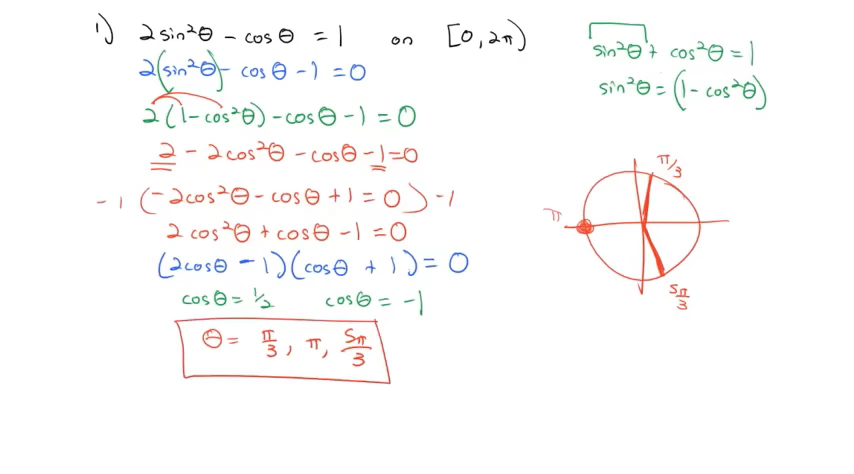 1) 2sin²θ - cosθ = 1 on [0, 2π)
2(sin²θ) - cosθ - 1 = 0
2(1 - cos²θ) - cosθ - 1 = 0
2 - 2cos²θ - cosθ - 1 = 0
-1(-2cos²θ - cosθ + 1 = 0) -1
2cos²θ + cosθ - 1 = 0
(2cosθ - 1)(cosθ + 1) = 0
cosθ = 1/2 cosθ = -1
θ = π/3, π, 5π/3
sin²θ + cos²θ = 1
sin²θ = (1 - cos²θ)
π/3
π
5π/3